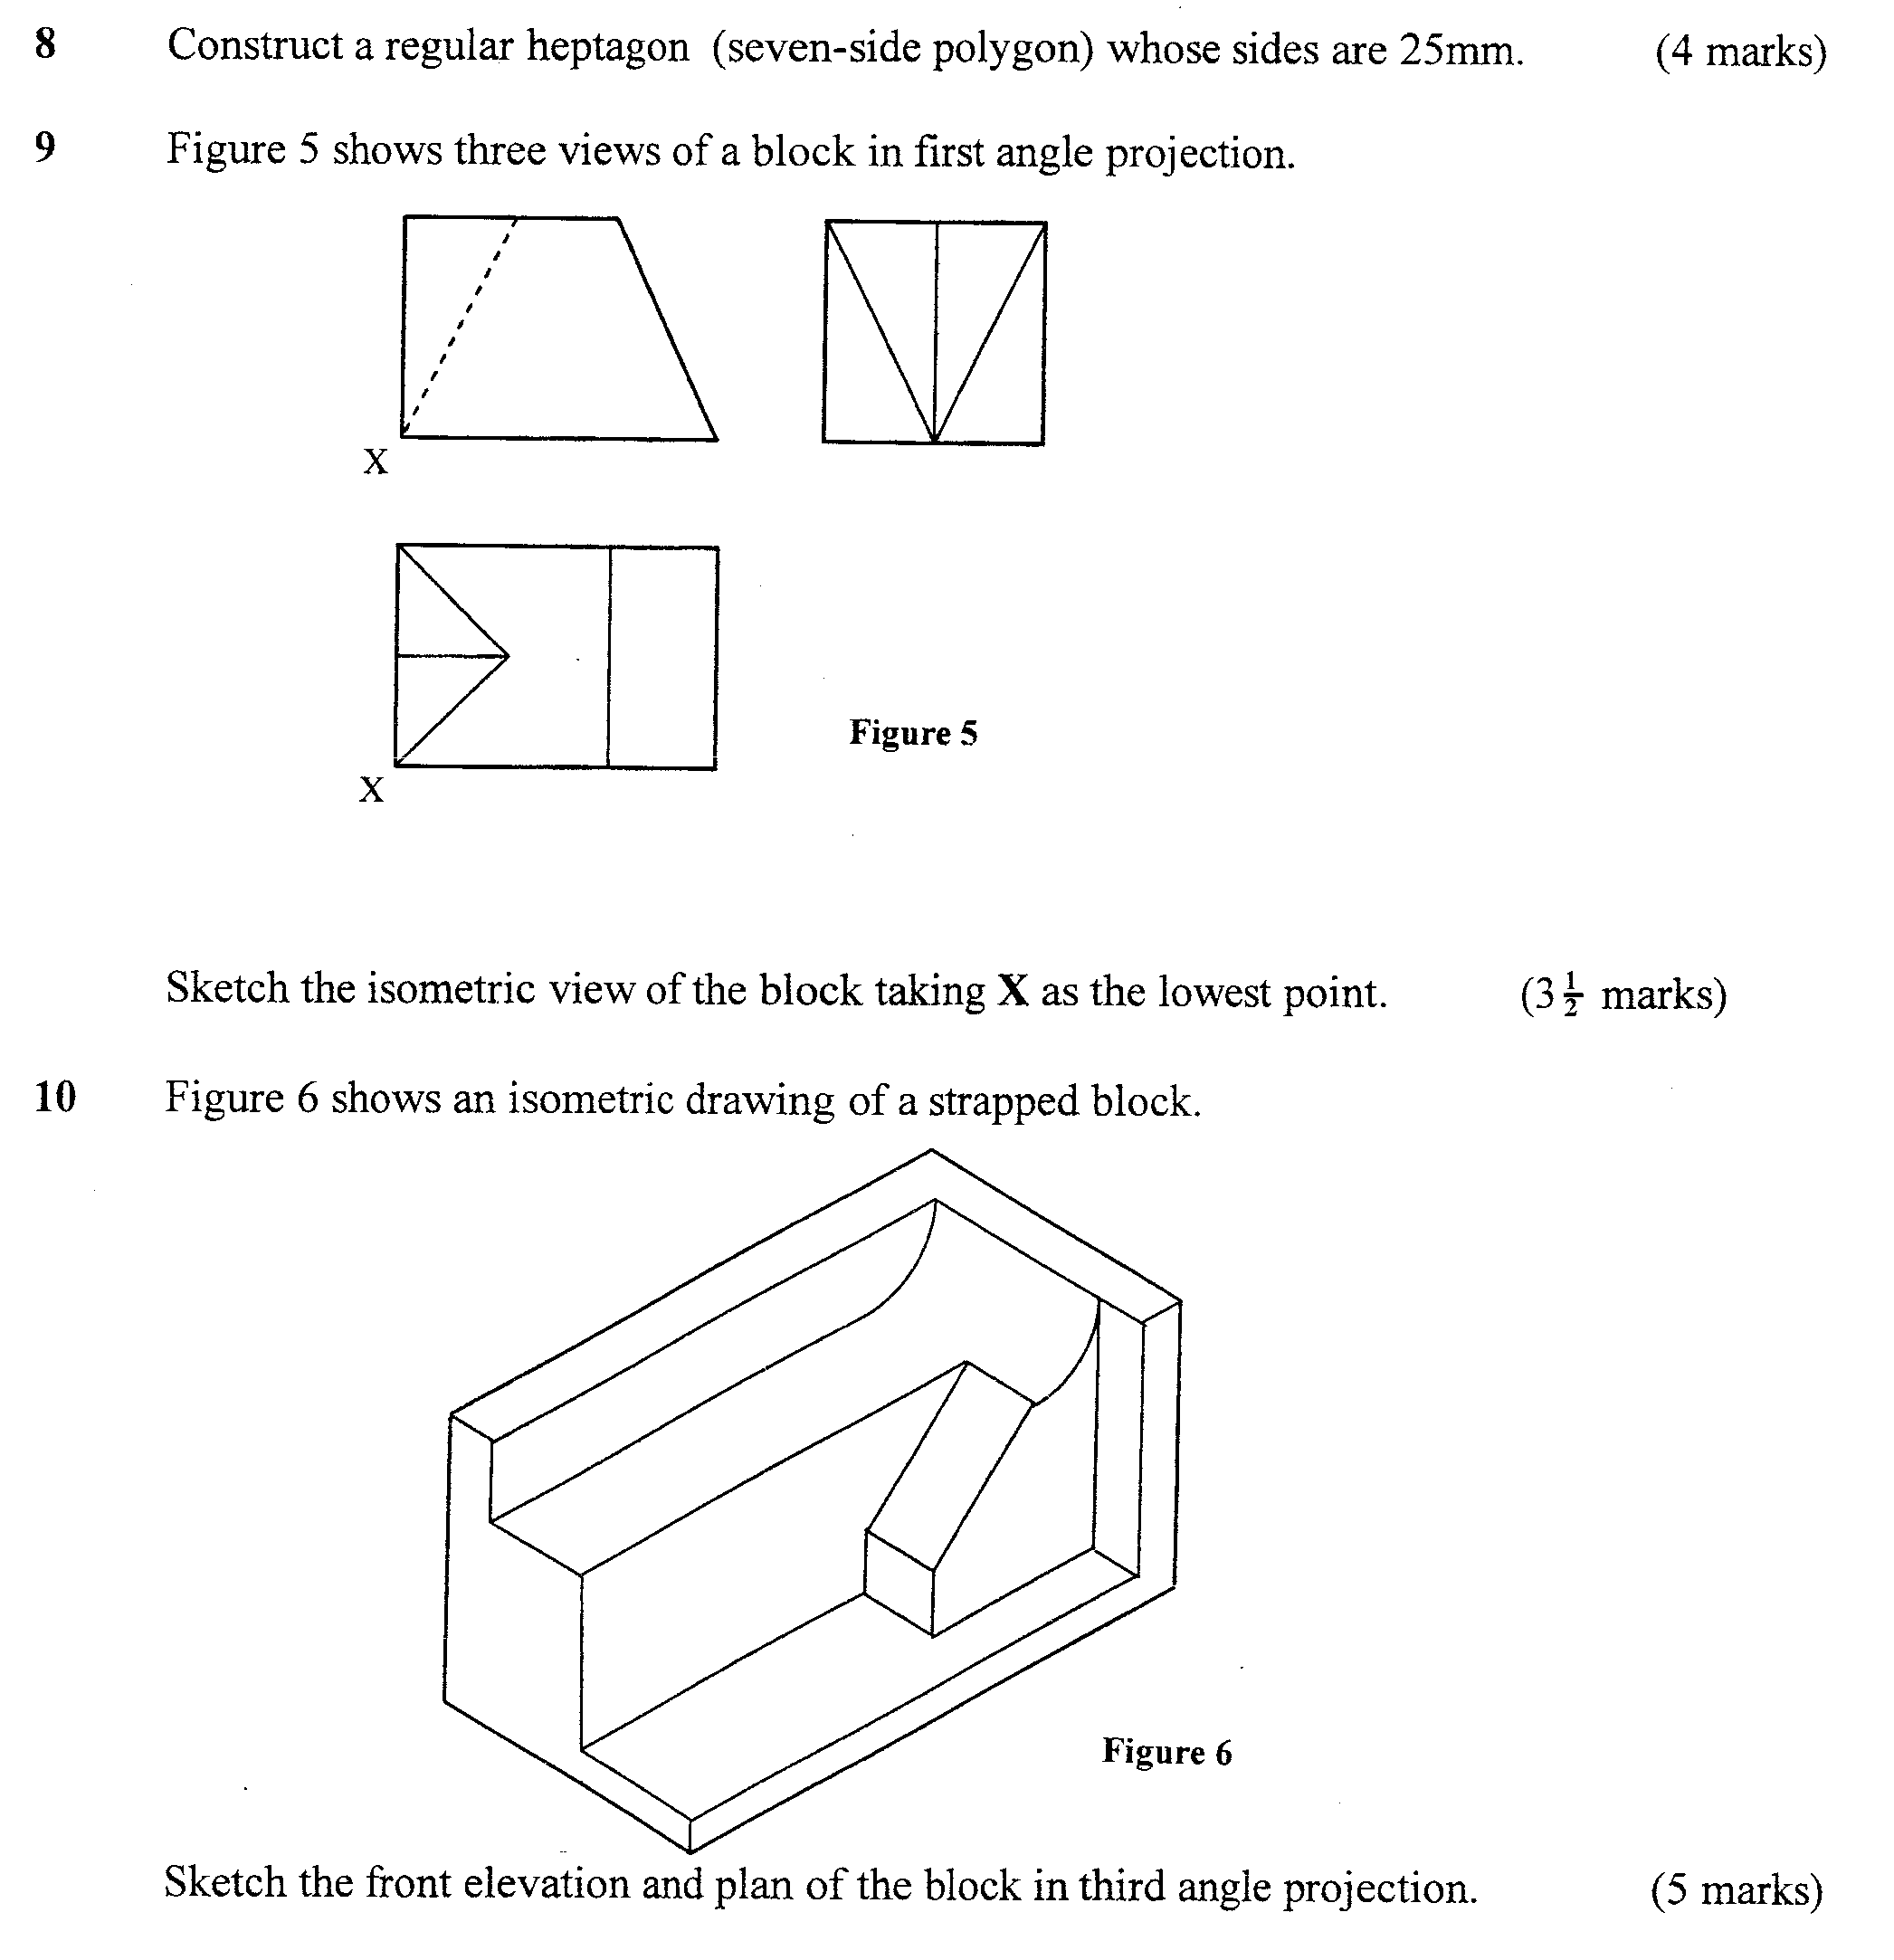 8 Construct a regular heptagon (seven-side polygon) whose sides are 25mm. (4 marks)
9 Figure 5 shows three views of a block in first angle projection.
X
X
Figure 5
Sketch the isometric view of the block taking X as the lowest point. (3 ½ marks)
10 Figure 6 shows an isometric drawing of a strapped block.
Figure 6
Sketch the front elevation and plan of the block in third angle projection. (5 marks)